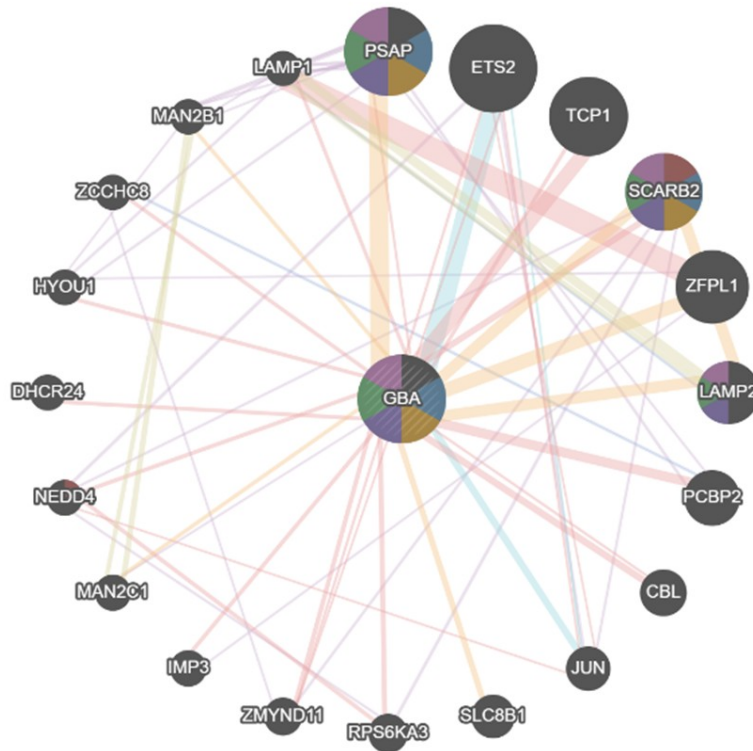 PSAP
ETS2
LAMP1
TCP1
MAN2B1
ZCCHC8
SCARB2
HYOU1
ZFPL1
DHCR24
GBA
LAMP2
NEDD4
PCBP2
MAN2C1
CBL
IMP3
JUN
ZMYND11
RPS6KA3
SLC8B1